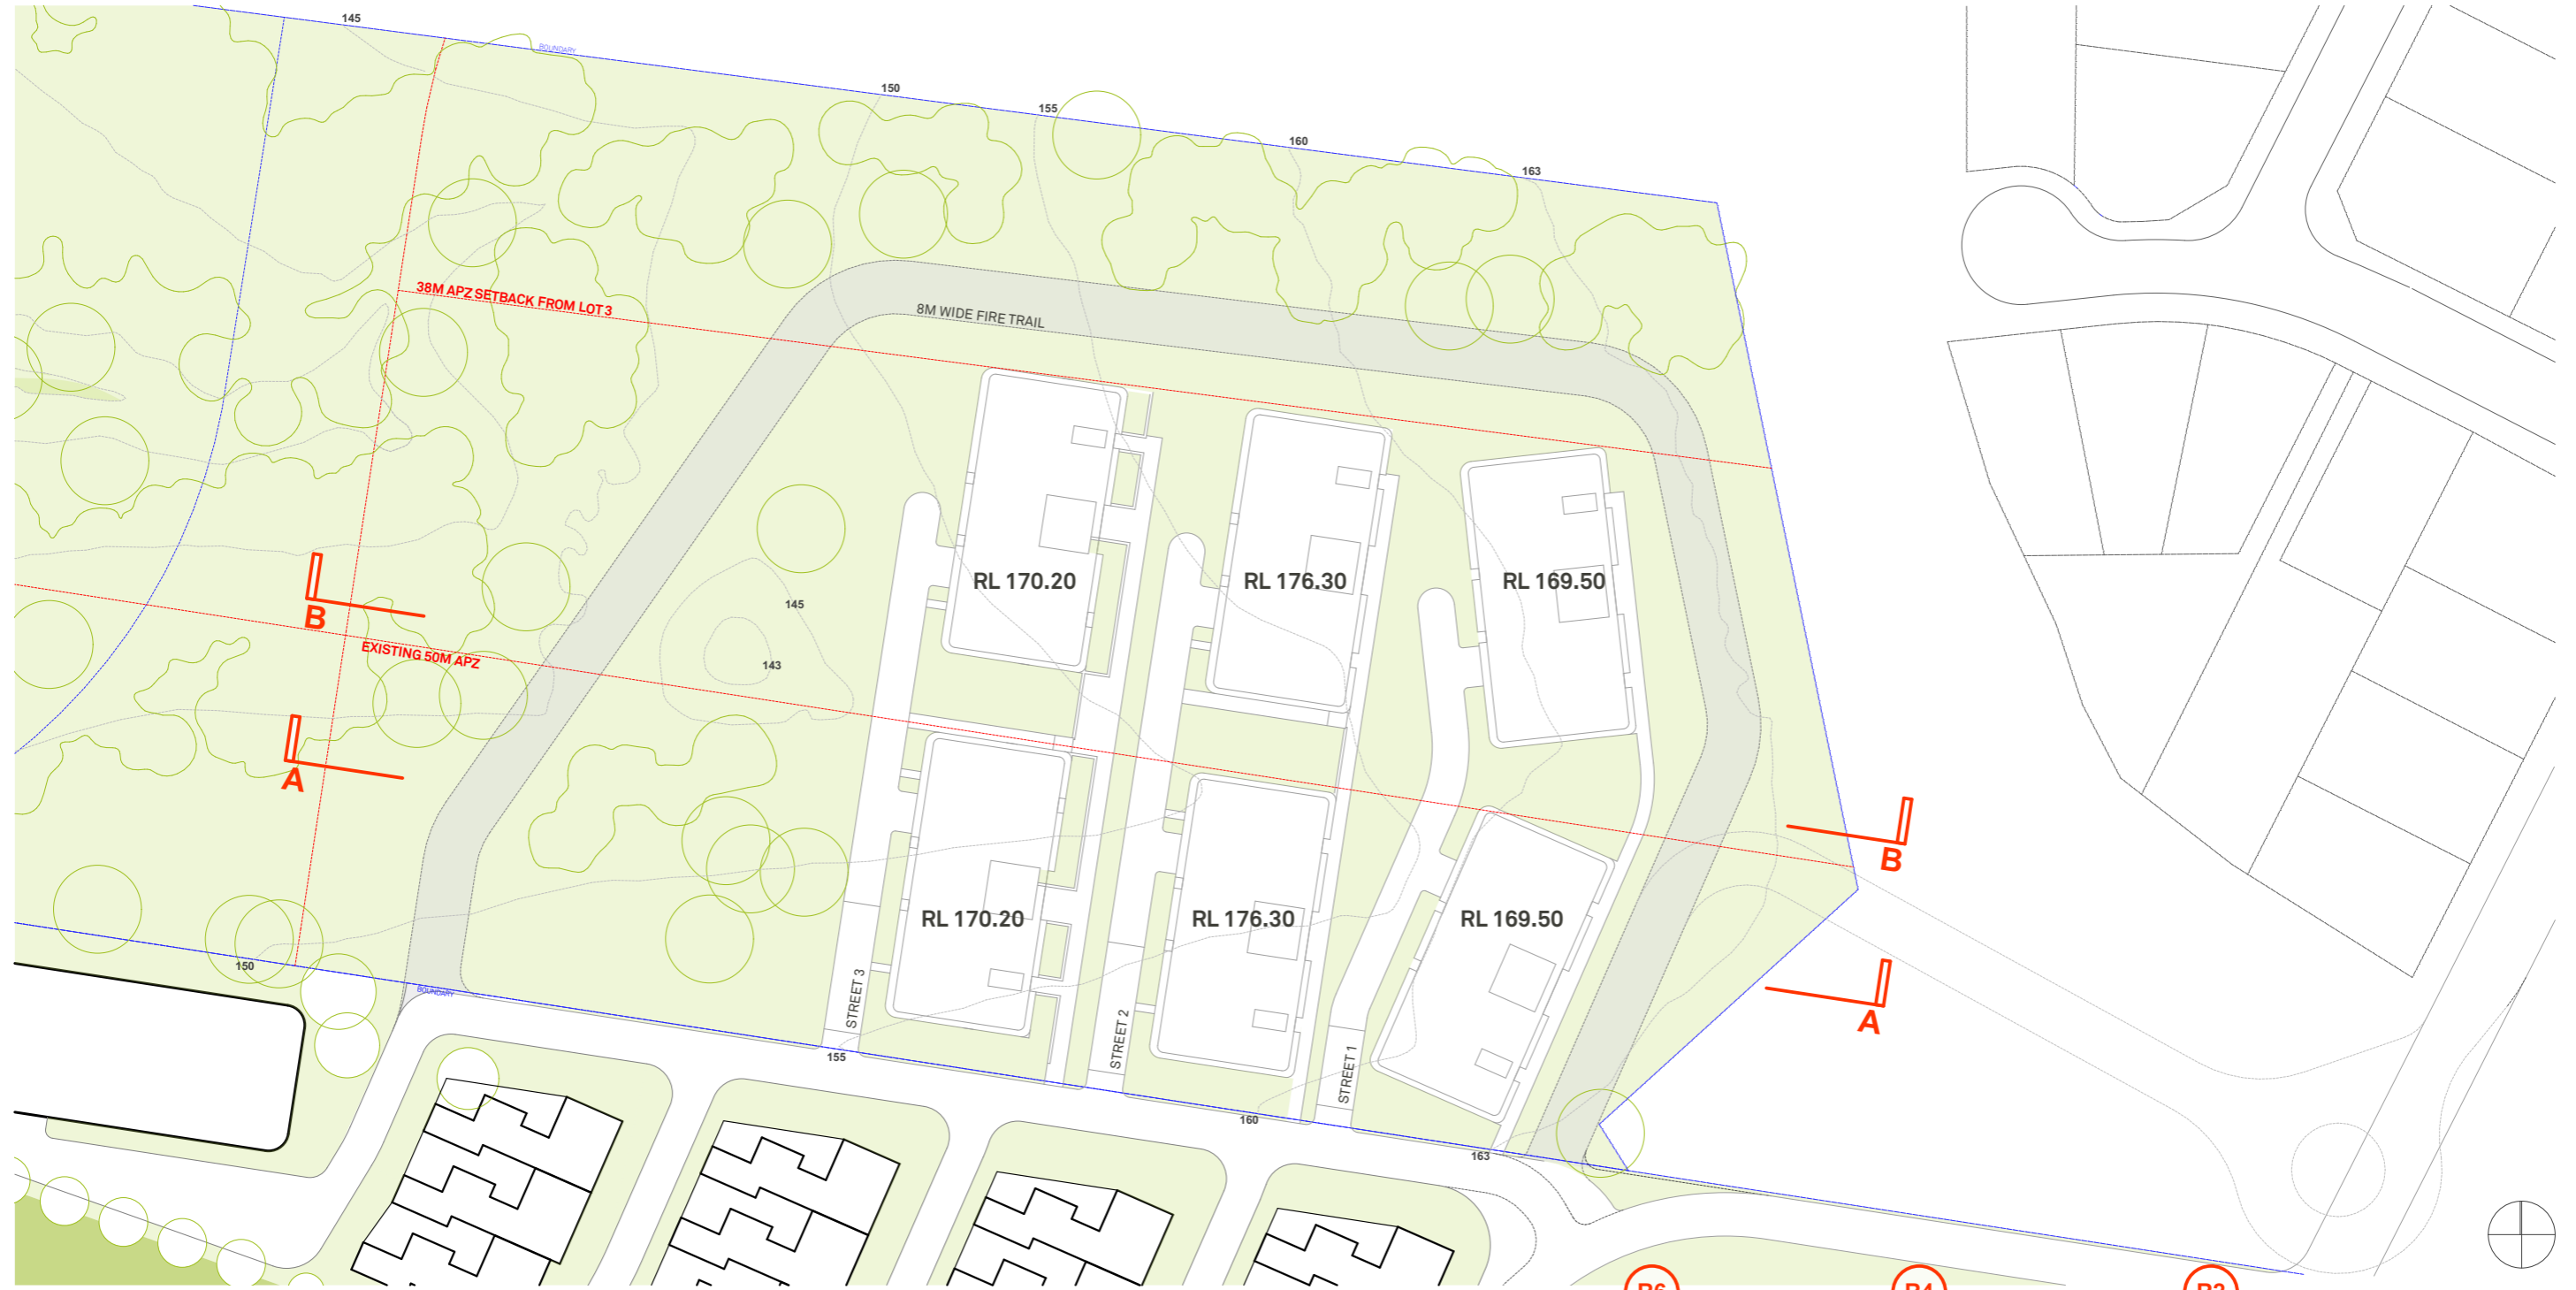 145
BOUNDARY
150
155
160
163
38M APZ SETBACK FROM LOT 3
8M WIDE FIRE TRAIL
RL 170.20
RL 176.30
RL 169.50
145
B
143
EXISTING 50M APZ
A
B
RL 170.20
RL 176.30
RL 169.50
150
BOUNDARY
STREET 3
STREET 2
STREET 1
A
155
160
163